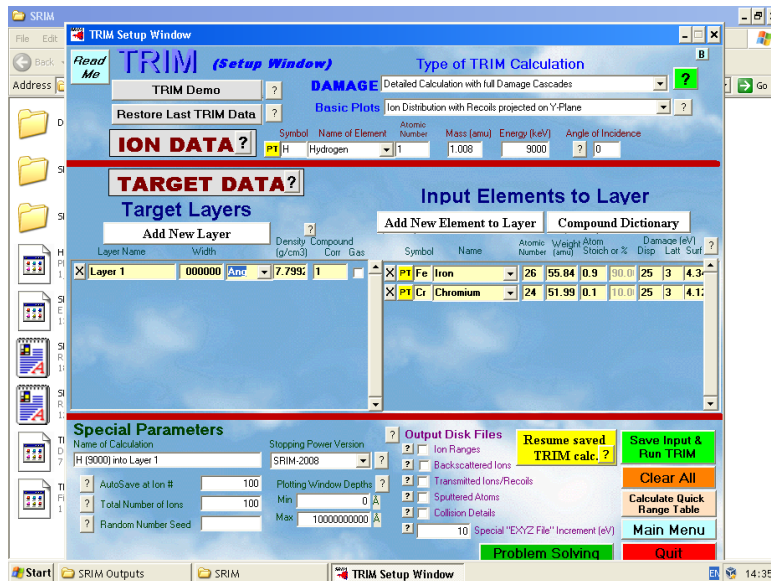 SRIM
TRIM Setup Window
File Edit
Back
Address
Go
Read Me
TRIM (Setup Window)
Type of TRIM Calculation
B
TRIM Demo ?
DAMAGE Detailed Calculation with full Damage Cascades ?
Restore Last TRIM Data ?
Basic Plots Ion Distribution with Recoils projected on Y-Plane ?
ION DATA ?
Symbol Name of Element Atomic Number Mass (amu) Energy (keV) Angle of Incidence
PT H Hydrogen 1 1.008 9000 ? 0
TARGET DATA ?
Target Layers
Input Elements to Layer
Add New Layer
Add New Element to Layer Compound Dictionary
Layer Name Width Density (g/cm3) Compound Corr Gas ?
Symbol Name Atomic Number Weight (amu) Atom Stoich or % Damage (eV) Disp Latt Surf ?
X Layer 1 000000 Ang 7.7992 1
X PT Fe Iron 26 55.84 0.9 90.0 25 3 4.34
X PT Cr Chromium 24 51.99 0.1 10.0 25 3 4.12
Special Parameters
Name of Calculation
H (9000) into Layer 1
Stopping Power Version
SRIM-2008 ?
? AutoSave at Ion # 100
? Total Number of Ions 100
? Random Number Seed
Plotting Window Depths ?
Min 0 Å
Max 10000000000 Å
? Output Disk Files
? Ion Ranges
? Backscattered Ions
? Transmitted Ions/Recoils
? Sputtered Atoms
? Collision Details
? 10 Special "EXYZ File" Increment (eV)
Resume saved TRIM calc. ?
Save Input & Run TRIM
Clear All
Calculate Quick Range Table
Main Menu
Problem Solving
Quit
Start SRIM Outputs SRIM TRIM Setup Window EN 14:35